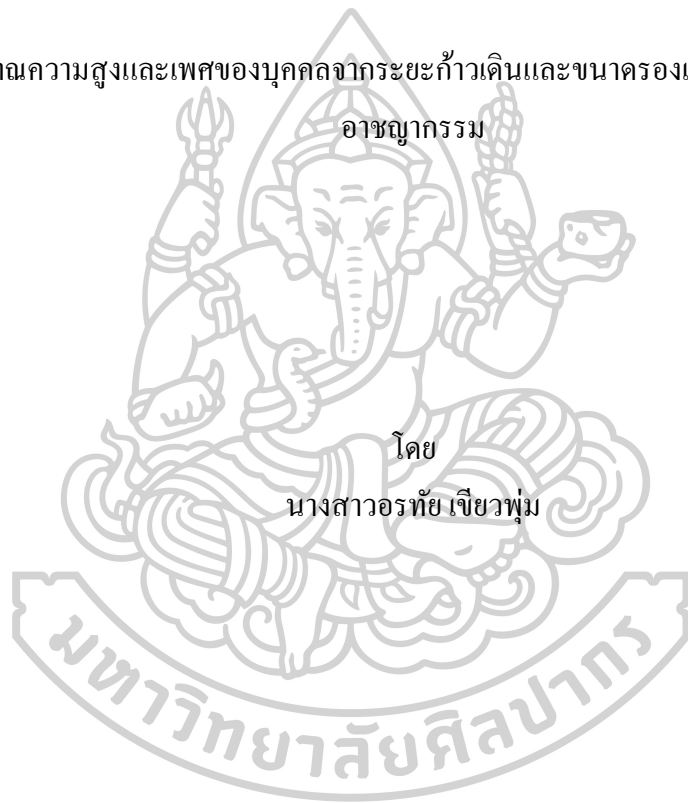 ความสูงและเพศของบุคคลจากระยะก้าวเดินและขนาดรอง
อาชญากรรม
โดย
นางสาวอรทัย เขียวพุ่ม
มหาวิทยาลัยศิลปากร